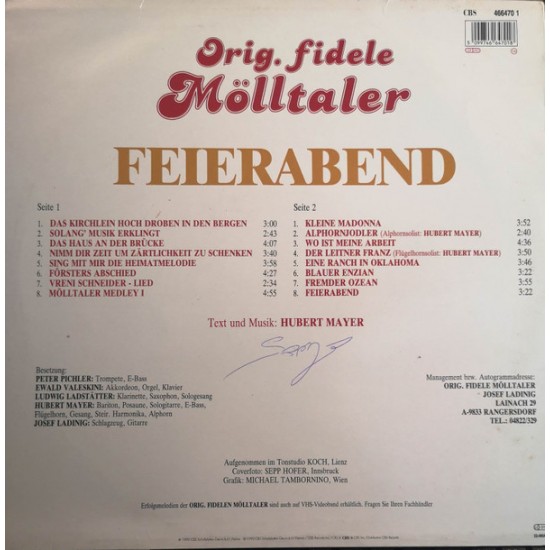 CBS 466470 1
5 099746 647018
Orig. fidele
Mölltaler
FEIERABEND
Seite 1
1. DAS KIRCHLEIN HOCH DROBEN IN DEN BERGEN 3:00
2. SOLANG' MUSIK ERKLINGT 2:43
3. DAS HAUS AN DER BRÜCKE 4:07
4. NIMM DIR ZEIT UM ZÄRTLICHKEIT ZU SCHENKEN 3:40
5. SING MIT MIR DIE HEIMATMELODIE 3:58
6. FÖRSTERS ABSCHIED 4:27
7. VRENI SCHNEIDER - LIED 2:34
8. MÖLLTALER MEDLEY I 4:55
Seite 2
1. KLEINE MADONNA 3:52
2. ALPHORNJODLER (Alphornsolist: HUBERT MAYER) 2:40
3. WO IST MEINE ARBEIT 4:36
4. DER LEITNER FRANZ (Flügelhornsolist: HUBERT MAYER) 3:50
5. EINE RANCH IN OKLAHOMA 3:46
6. BLAUER ENZIAN 3:22
7. FREMDER OZEAN 3:55
8. FEIERABEND 3:22
Text und Musik: HUBERT MAYER
Besetzung:
PETER PICHLER: Trompete, E-Bass
EWALD VALESKINI: Akkordeon, Orgel, Klavier
LUDWIG LADSTÄTTER: Klarinette, Saxophon, Sologesang
HUBERT MAYER: Bariton, Posaune, Sologitarre, E-Bass,
Flügelhorn, Gesang, Steir. Harmonika, Alphorn
JOSEF LADINIG: Schlagzeug, Gitarre
Management bzw. Autogrammadresse:
ORIG. FIDELE MÖLLTALER
JOSEF LADINIG
LAINACH 29
A-9833 RANGERSDORF
TEL.: 04822/329
Aufgenommen im Tonstudio KOCH, Lienz
Coverfoto: SEPP HOFER, Innsbruck
Grafik: MICHAEL TAMBORNINO, Wien
Erfolgsmelodien der ORIG. FIDELEN MÖLLTALER sind auch auf VHS-Videoband erhältlich. Fragen Sie Ihren Fachhändler